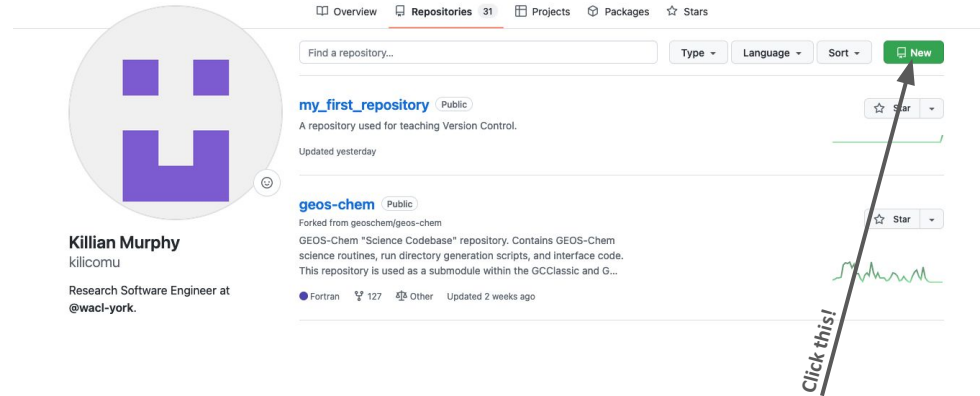 Overview Repositories 31 Projects Packages Stars
Find a repository... Type Language Sort New
my_first_repository Public
Star
A repository used for teaching Version Control.
Updated yesterday
geos-chem Public
Star
Forked from geoschem/geos-chem
GEOS-Chem "Science Codebase" repository. Contains GEOS-Chem
science routines, run directory generation scripts, and interface code.
This repository is used as a submodule within the GCClassic and G...
Fortran 127 Other Updated 2 weeks ago
Killian Murphy
kilicomu
Research Software Engineer at
@wacl-york.
Click this!